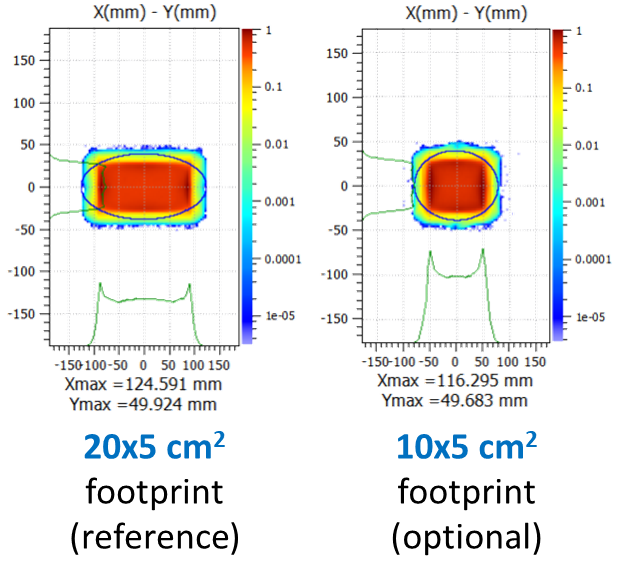 X(mm) - Y(mm)
150
100
50
0
-50
-100
-150
1
0.1
0.01
0.001
0.0001
1e-05
-150-100-50 0 50 100 150
Xmax =124.591 mm
Ymax =49.924 mm
20x5 cm²
footprint
(reference)
X(mm) - Y(mm)
150
100
50
0
-50
-100
-150
1
0.1
0.01
0.001
0.0001
1e-05
-150-100 -50 0 50 100 150
Xmax =116.295 mm
Ymax =49.683 mm
10x5 cm²
footprint
(optional)